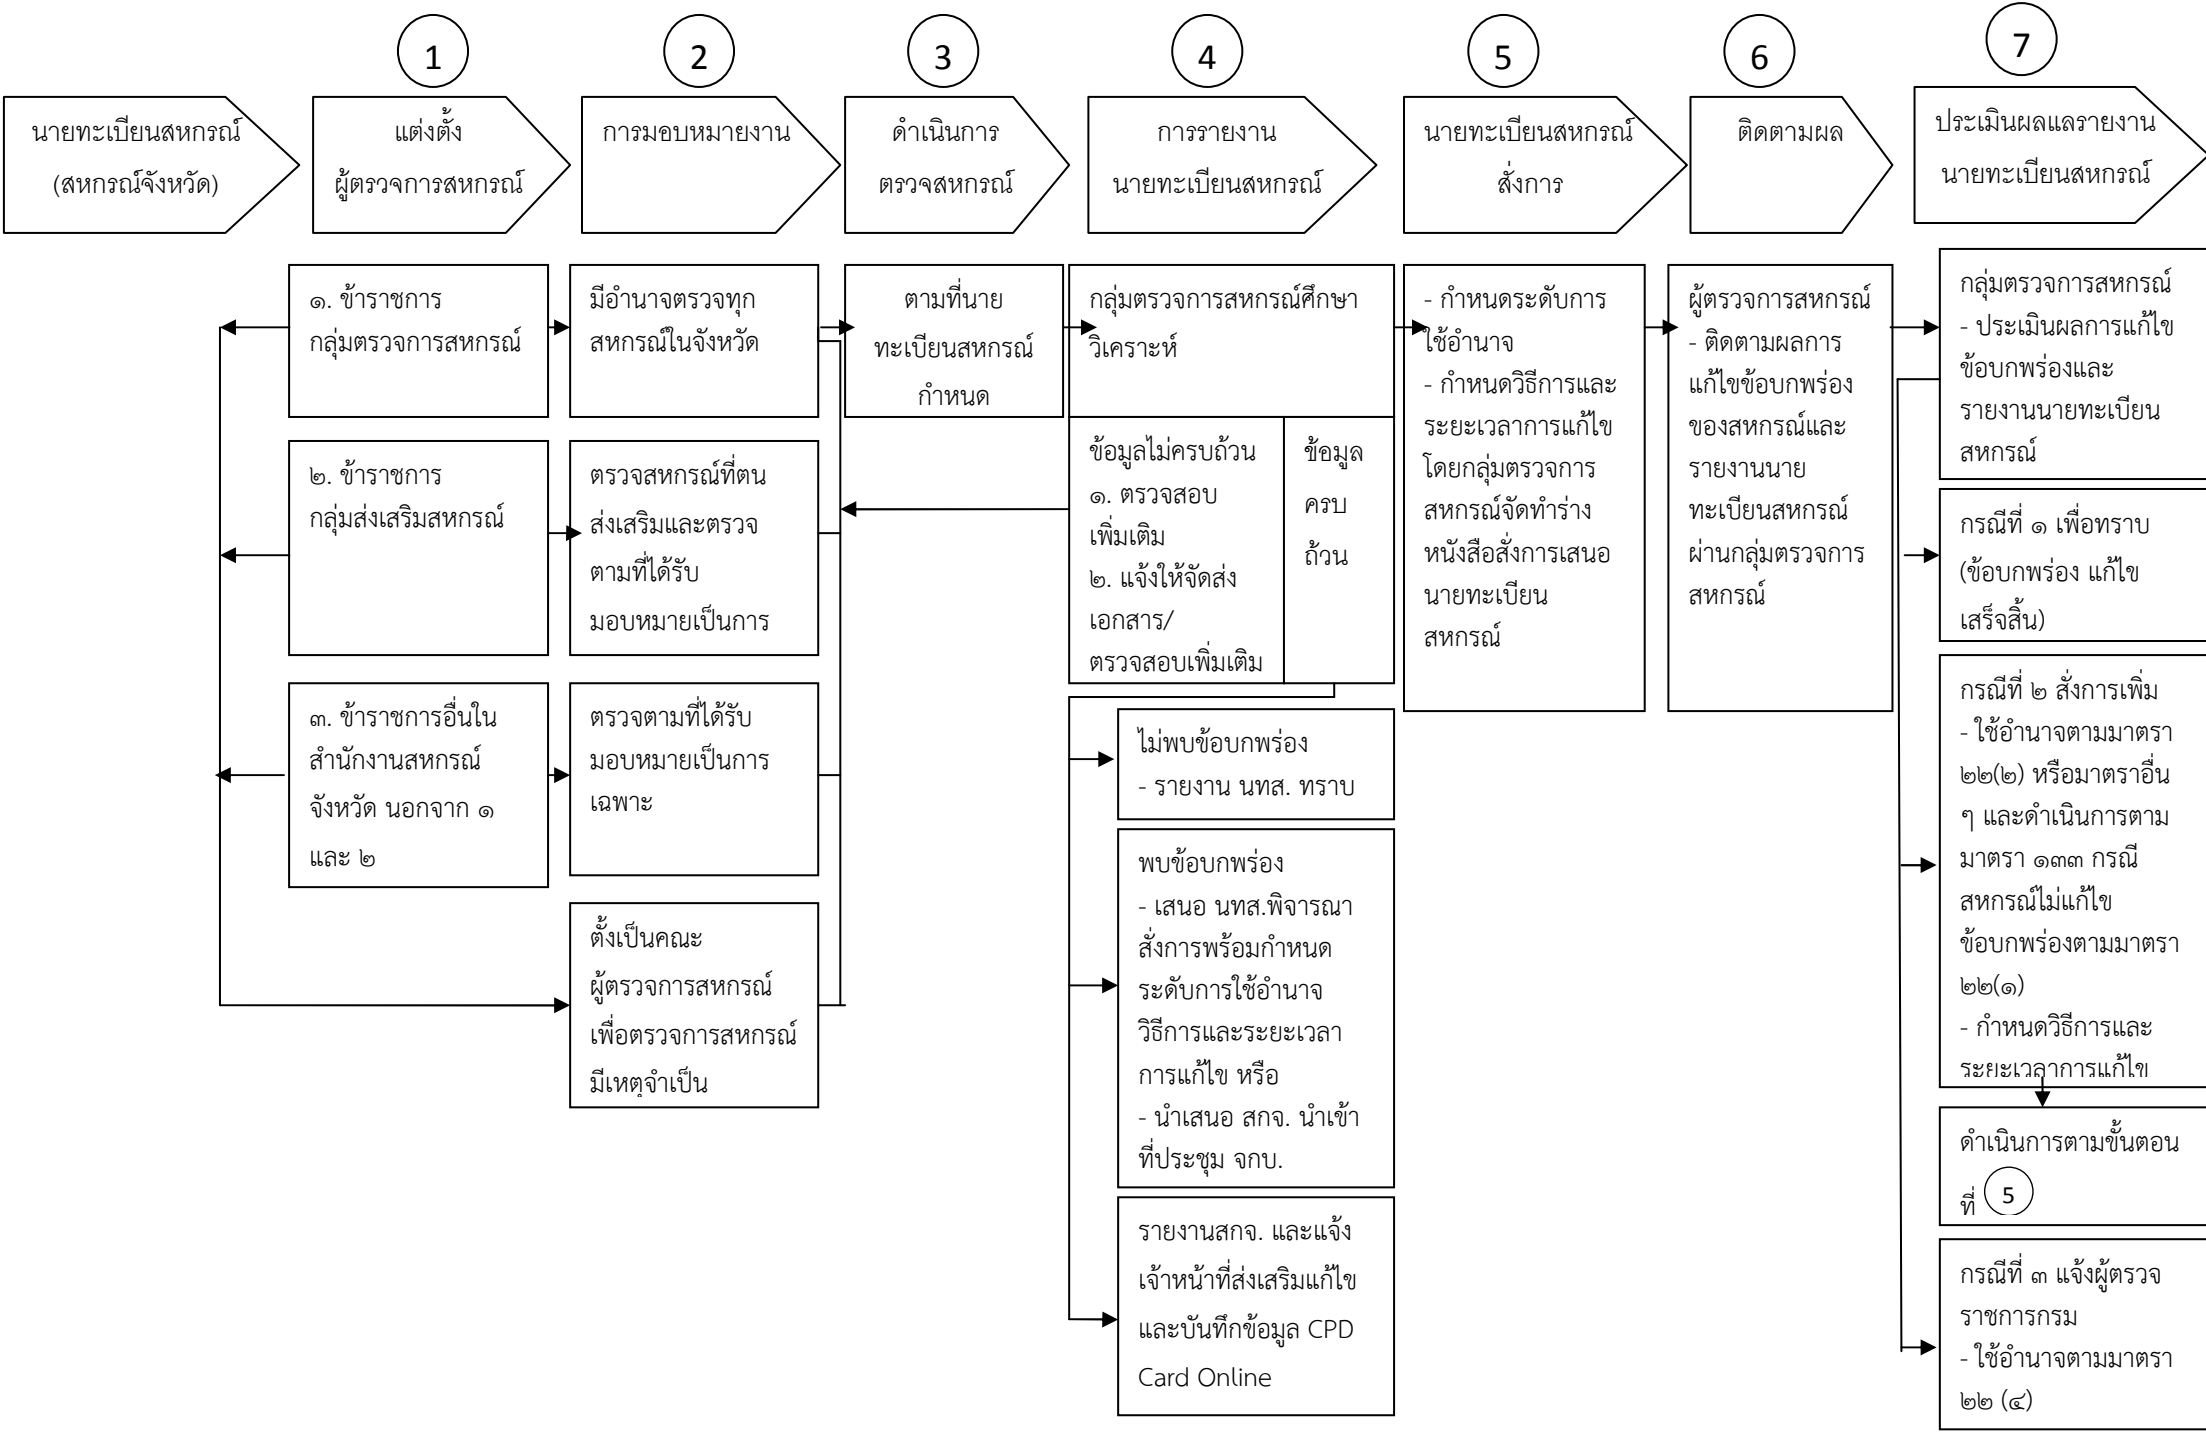 1
2
3
4
5
6
7
นายทะเบียนสหกรณ์
(สหกรณ์จังหวัด)
แต่งตั้ง
ผู้ตรวจการสหกรณ์
การมอบหมายงาน
ดำเนินการ
ตรวจสหกรณ์
การรายงาน
นายทะเบียนสหกรณ์
นายทะเบียนสหกรณ์
สั่งการ
ติดตามผล
ประเมินผลแลรายงาน
นายทะเบียนสหกรณ์
๑. ข้าราชการ
กลุ่มตรวจการสหกรณ์
๒. ข้าราชการ
กลุ่มส่งเสริมสหกรณ์
๓. ข้าราชการอื่นใน
สำนักงานสหกรณ์
จังหวัด นอกจาก ๑
และ ๒
มีอำนาจตรวจทุก
สหกรณ์ในจังหวัด
ตรวจสหกรณ์ที่ตน
ส่งเสริมและตรวจ
ตามที่ได้รับ
มอบหมายเป็นการ
ตรวจตามที่ได้รับ
มอบหมายเป็นการ
เฉพาะ
ตั้งเป็นคณะ
ผู้ตรวจการสหกรณ์
เพื่อตรวจการสหกรณ์
มีเหตุจำเป็น
ตามที่นาย
ทะเบียนสหกรณ์
กำหนด
กลุ่มตรวจการสหกรณ์ศึกษา
วิเคราะห์
ข้อมูลไม่ครบถ้วน
๑. ตรวจสอบ
เพิ่มเติม
๒. แจ้งให้จัดส่ง
เอกสาร/
ตรวจสอบเพิ่มเติม
ข้อมูล
ครบ
ถ้วน
ไม่พบข้อบกพร่อง
- รายงาน นทส. ทราบ
พบข้อบกพร่อง
- เสนอ นทส.พิจารณา
สั่งการพร้อมกำหนด
ระดับการใช้อำนาจ
วิธีการและระยะเวลา
การแก้ไข หรือ
- นำเสนอ สกจ. นำเข้า
ที่ประชุม จกบ.
รายงานสกจ. และแจ้ง
เจ้าหน้าที่ส่งเสริมแก้ไข
และบันทึกข้อมูล CPD
Card Online
- กำหนดระดับการ
ใช้อำนาจ
- กำหนดวิธีการและ
ระยะเวลาการแก้ไข
โดยกลุ่มตรวจการ
สหกรณ์จัดทำร่าง
หนังสือสั่งการเสนอ
นายทะเบียน
สหกรณ์
ผู้ตรวจการสหกรณ์
- ติดตามผลการ
แก้ไขข้อบกพร่อง
ของสหกรณ์และ
รายงานนาย
ทะเบียนสหกรณ์
ผ่านกลุ่มตรวจการ
สหกรณ์
กลุ่มตรวจการสหกรณ์
- ประเมินผลการแก้ไข
ข้อบกพร่องและ
รายงานนายทะเบียน
สหกรณ์
กรณีที่ ๑ เพื่อทราบ
(ข้อบกพร่อง แก้ไข
เสร็จสิ้น)
กรณีที่ ๒ สั่งการเพิ่ม
- ใช้อำนาจตามมาตรา
๒๒(๒) หรือมาตราอื่น
ๆ และดำเนินการตาม
มาตรา ๑๓๓ กรณี
สหกรณ์ไม่แก้ไข
ข้อบกพร่องตามมาตรา
๒๒(๑)
- กำหนดวิธีการและ
ระยะเวลาการแก้ไข
ดำเนินการตามขั้นตอน
ที่ 5
กรณีที่ ๓ แจ้งผู้ตรวจ
ราชการกรม
- ใช้อำนาจตามมาตรา
๒๒ (๔)